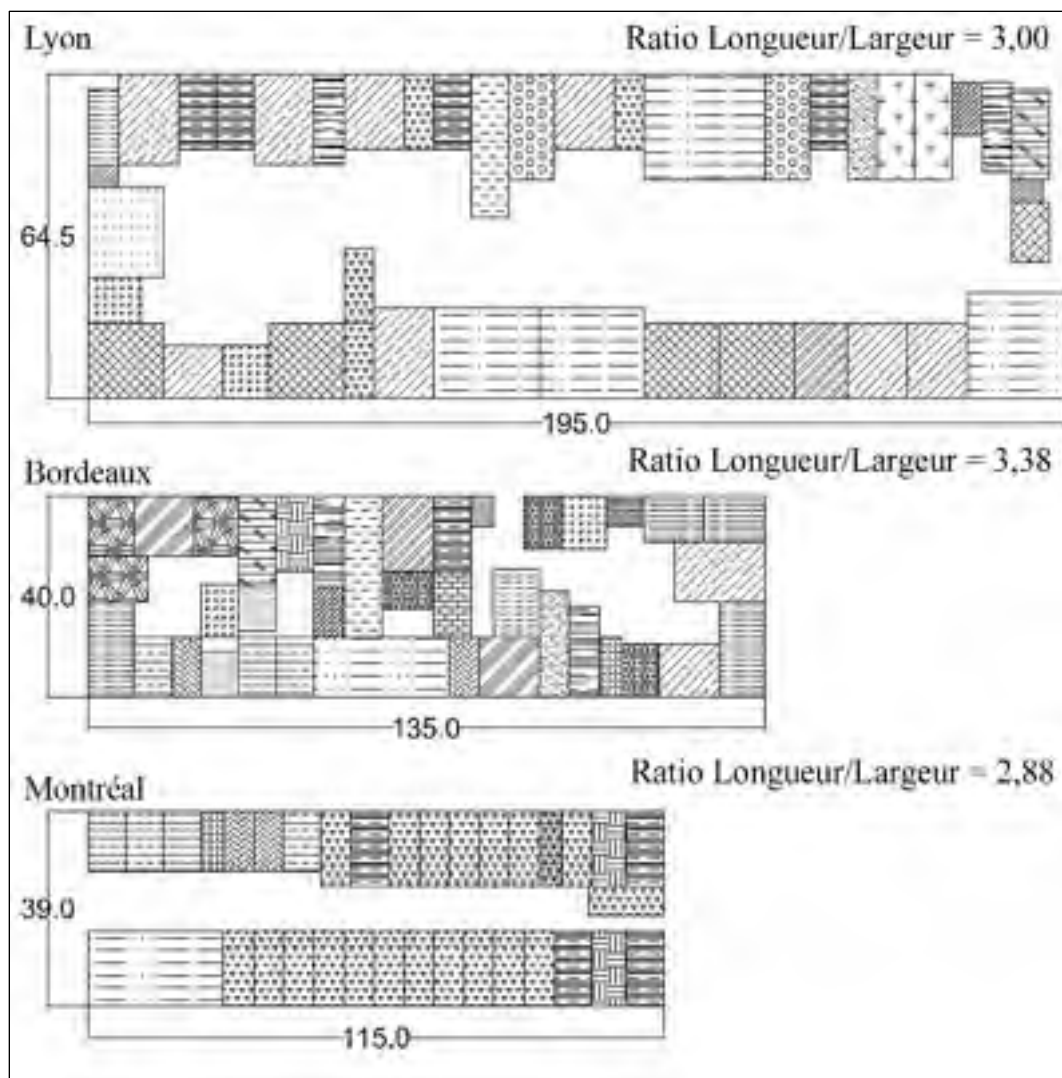 Lyon
Ratio Longueur/Largeur = 3,00
64.5
195.0
Bordeaux
Ratio Longueur/Largeur = 3,38
40.0
135.0
Montréal
Ratio Longueur/Largeur = 2,88
39.0
115.0